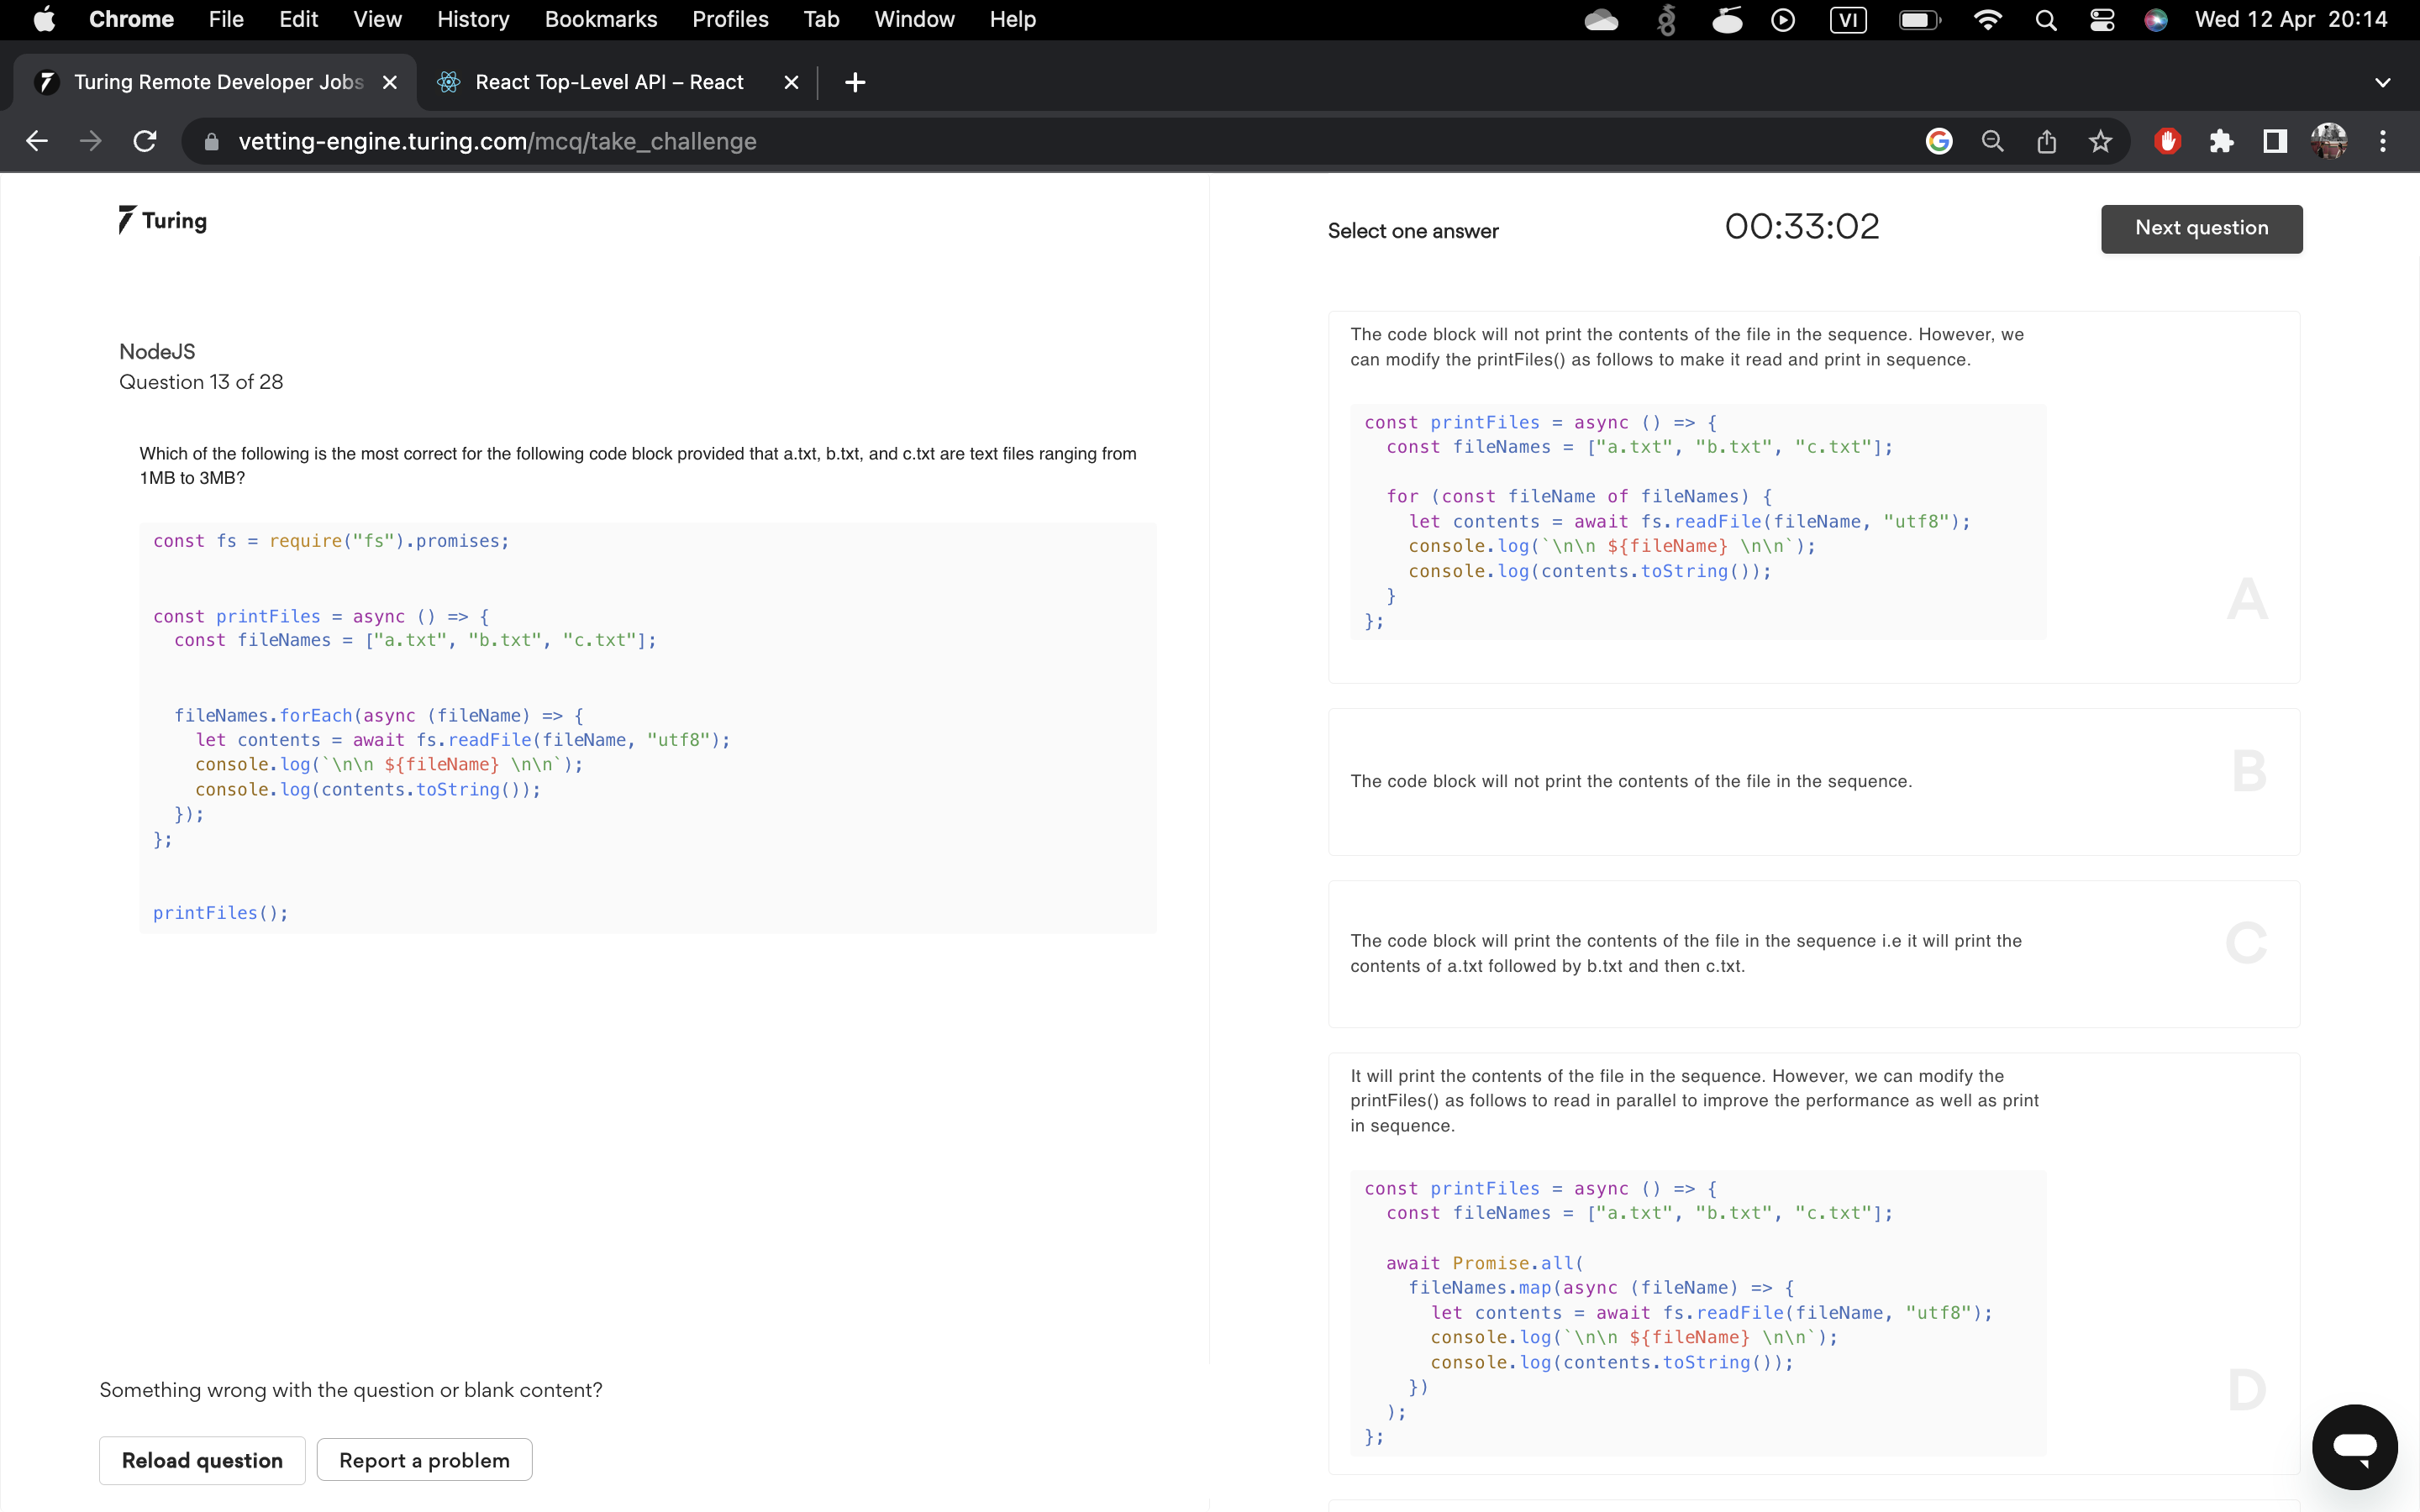 Chrome File Edit View History Bookmarks Profiles Tab Window Help VI Wed 12 Apr 20:14
Turing Remote Developer Jobs React Top-Level API – React
vetting-engine.turing.com/mcq/take_challenge
Turing
Select one answer
00:33:02
Next question
NodeJS
Question 13 of 28
Which of the following is the most correct for the following code block provided that a.txt, b.txt, and c.txt are text files ranging from
1MB to 3MB?
const fs = require("fs").promises;
const printFiles = async () => {
  const fileNames = ["a.txt", "b.txt", "c.txt"];
  fileNames.forEach(async (fileName) => {
    let contents = await fs.readFile(fileName, "utf8");
    console.log(`\n\n ${fileName} \n\n`);
    console.log(contents.toString());
  });
};
printFiles();
Something wrong with the question or blank content?
Reload question Report a problem
The code block will not print the contents of the file in the sequence. However, we
can modify the printFiles() as follows to make it read and print in sequence.
const printFiles = async () => {
  const fileNames = ["a.txt", "b.txt", "c.txt"];
  for (const fileName of fileNames) {
    let contents = await fs.readFile(fileName, "utf8");
    console.log(`\n\n ${fileName} \n\n`);
    console.log(contents.toString());
  }
};
A
The code block will not print the contents of the file in the sequence.
B
The code block will print the contents of the file in the sequence i.e it will print the
contents of a.txt followed by b.txt and then c.txt.
C
It will print the contents of the file in the sequence. However, we can modify the
printFiles() as follows to read in parallel to improve the performance as well as print
in sequence.
const printFiles = async () => {
  const fileNames = ["a.txt", "b.txt", "c.txt"];
  await Promise.all(
    fileNames.map(async (fileName) => {
      let contents = await fs.readFile(fileName, "utf8");
      console.log(`\n\n ${fileName} \n\n`);
      console.log(contents.toString());
    })
  );
};
D